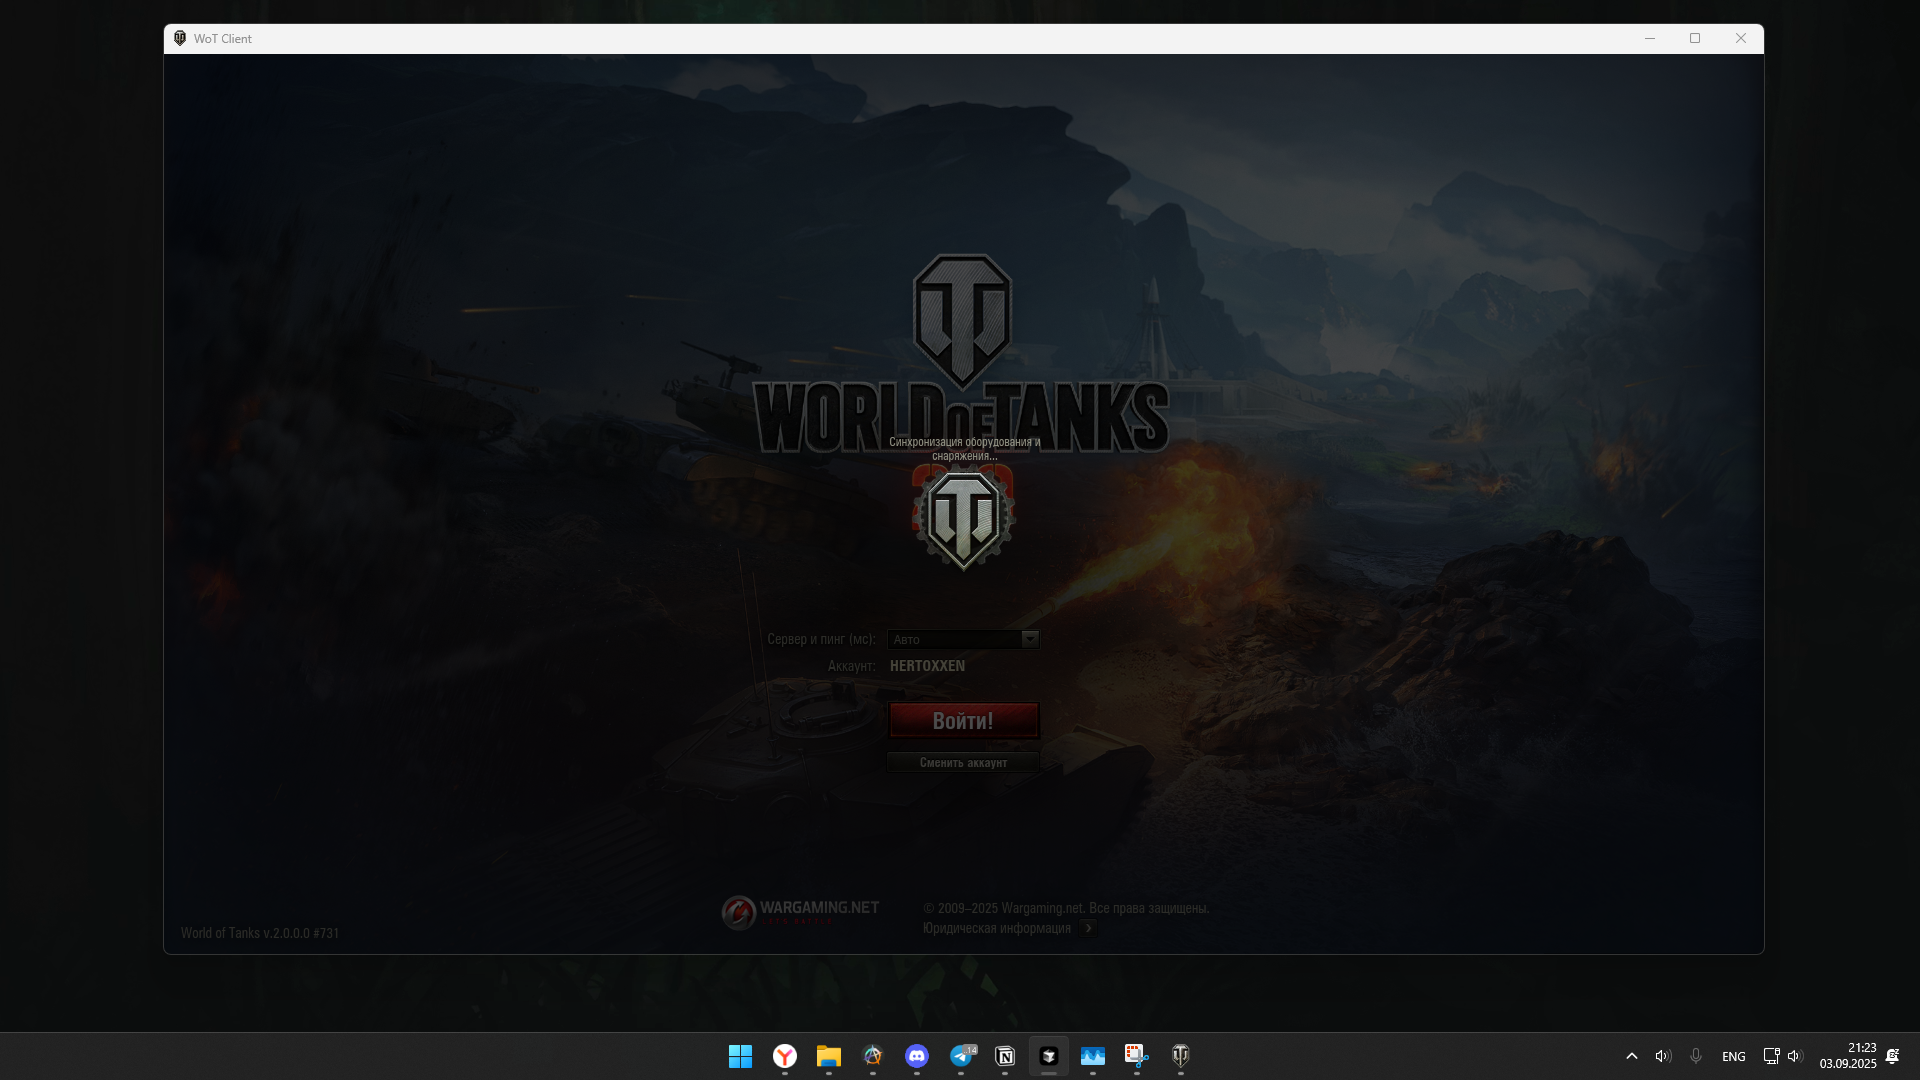 WoT Client
WORLD OF TANKS
Синхронизация оборудования и
снаряжения...
Сервер и пинг (мс): Авто
Аккаунт: HERTOXXEN
Войти!
Сменить аккаунт
WARGAMING.NET
© 2009–2025 Wargaming.net. Все права защищены.
Юридическая информация
World of Tanks v.2.0.0.0 #731
14
ENG
21:23
03.09.2025